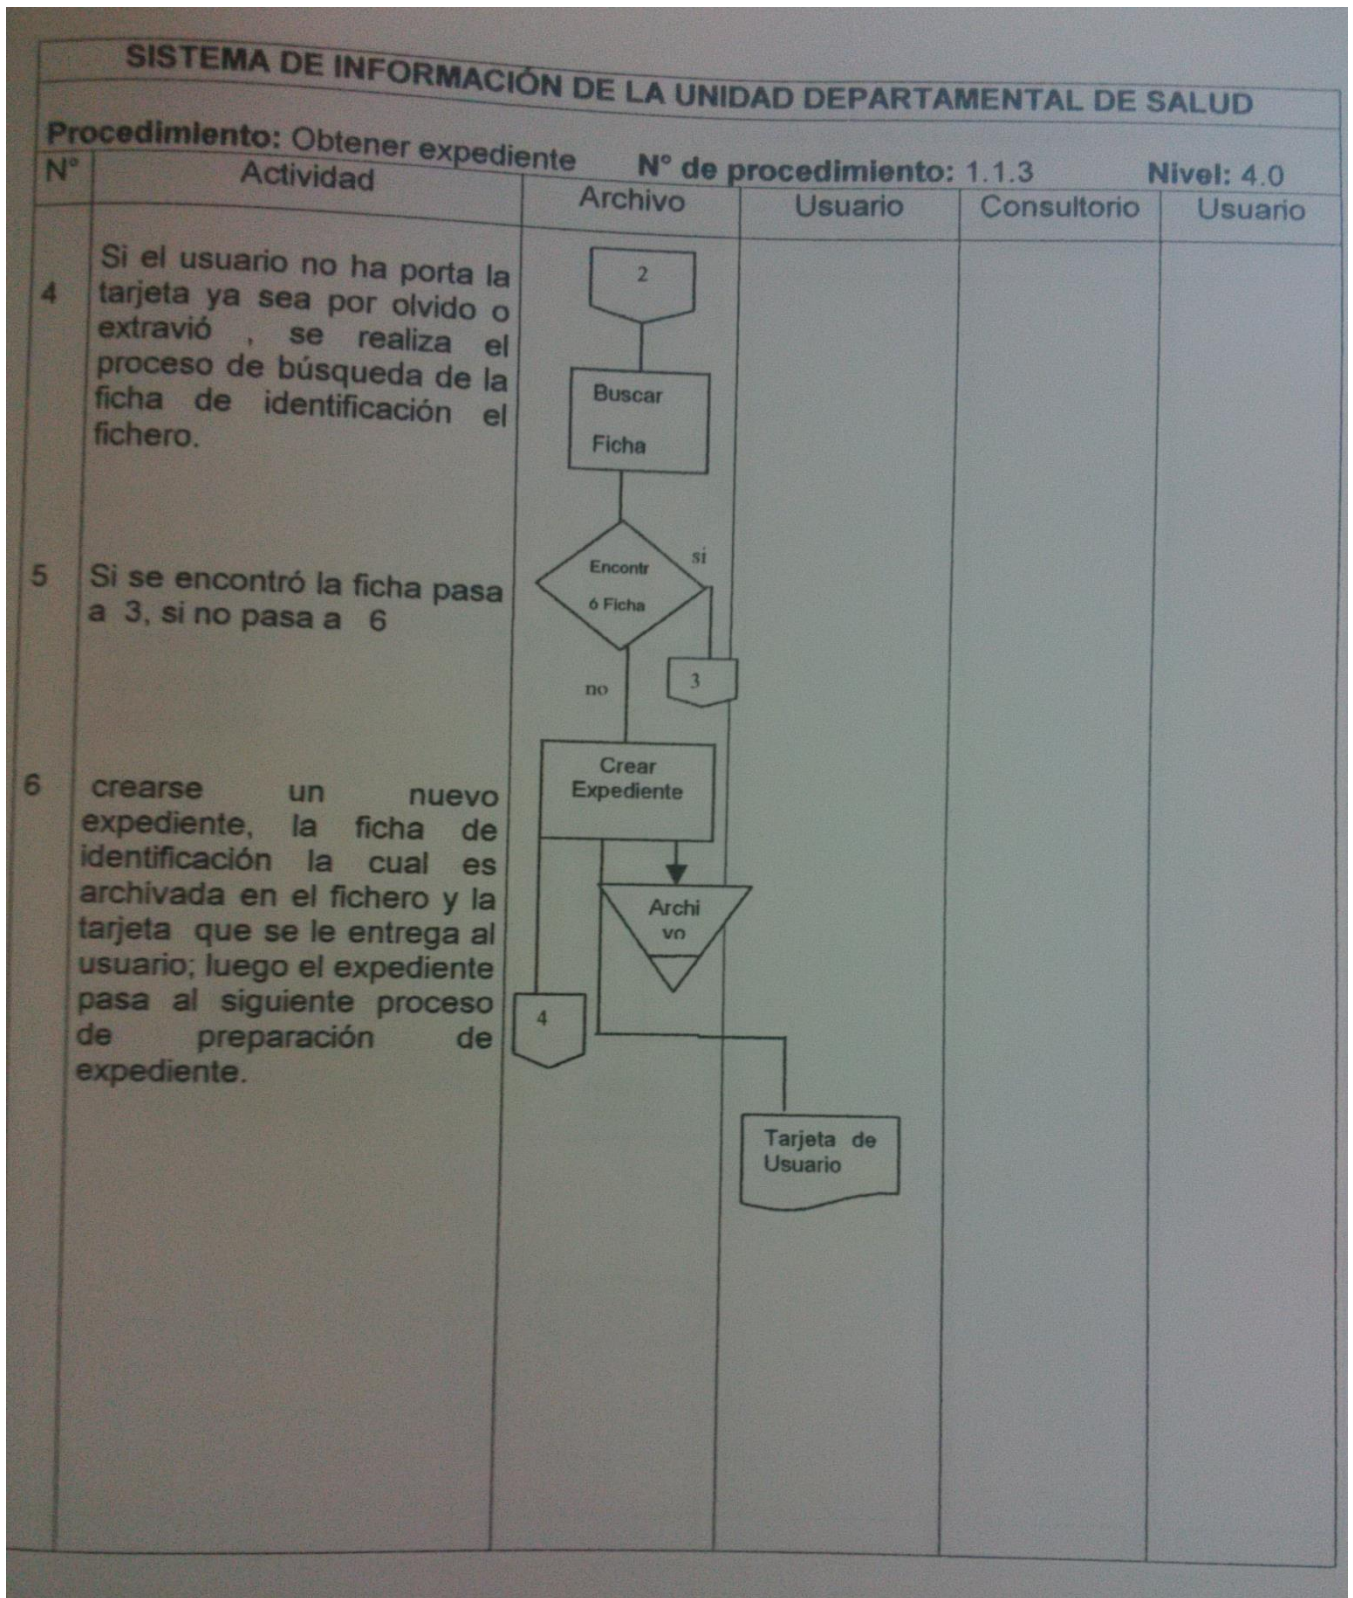 SISTEMA DE INFORMACIÓN DE LA UNIDAD DEPARTAMENTAL DE SALUD
Procedimiento: Obtener expediente N° de procedimiento: 1.1.3 Nivel: 4.0
N° Actividad Archivo Usuario Consultorio Usuario
4
Si el usuario no ha porta la
tarjeta ya sea por olvido o
extravió , se realiza el
proceso de búsqueda de la
ficha de identificación el
fichero.
2
Buscar
Ficha
5
Si se encontró la ficha pasa
a 3, si no pasa a 6
Encontr
ó Ficha
si
no
3
6
crearse un nuevo
expediente, la ficha de
identificación la cual es
archivada en el fichero y la
tarjeta que se le entrega al
usuario; luego el expediente
pasa al siguiente proceso
de preparación de
expediente.
Crear
Expediente
Archi
vo
4
Tarjeta de
Usuario